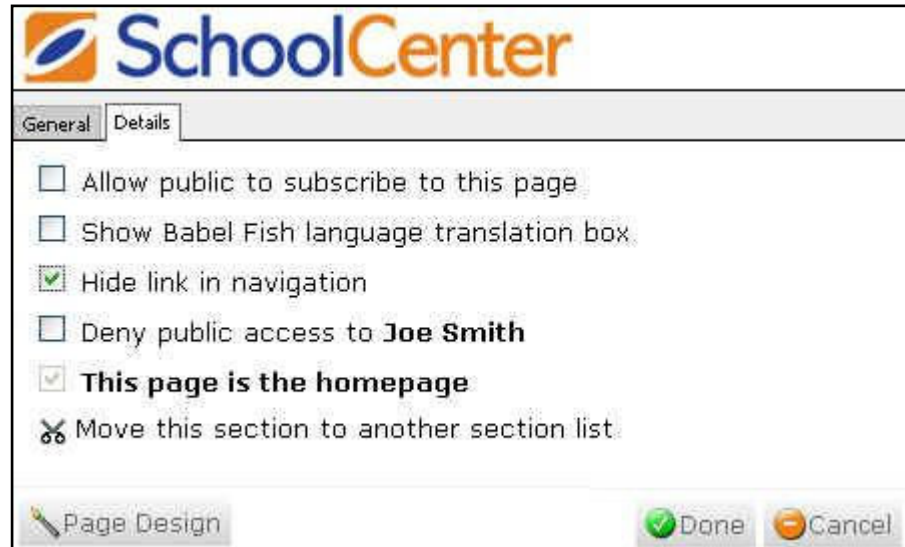 SchoolCenter
General Details
Allow public to subscribe to this page
Show Babel Fish language translation box
Hide link in navigation
Deny public access to Joe Smith
This page is the homepage
Move this section to another section list
Page Design Done Cancel